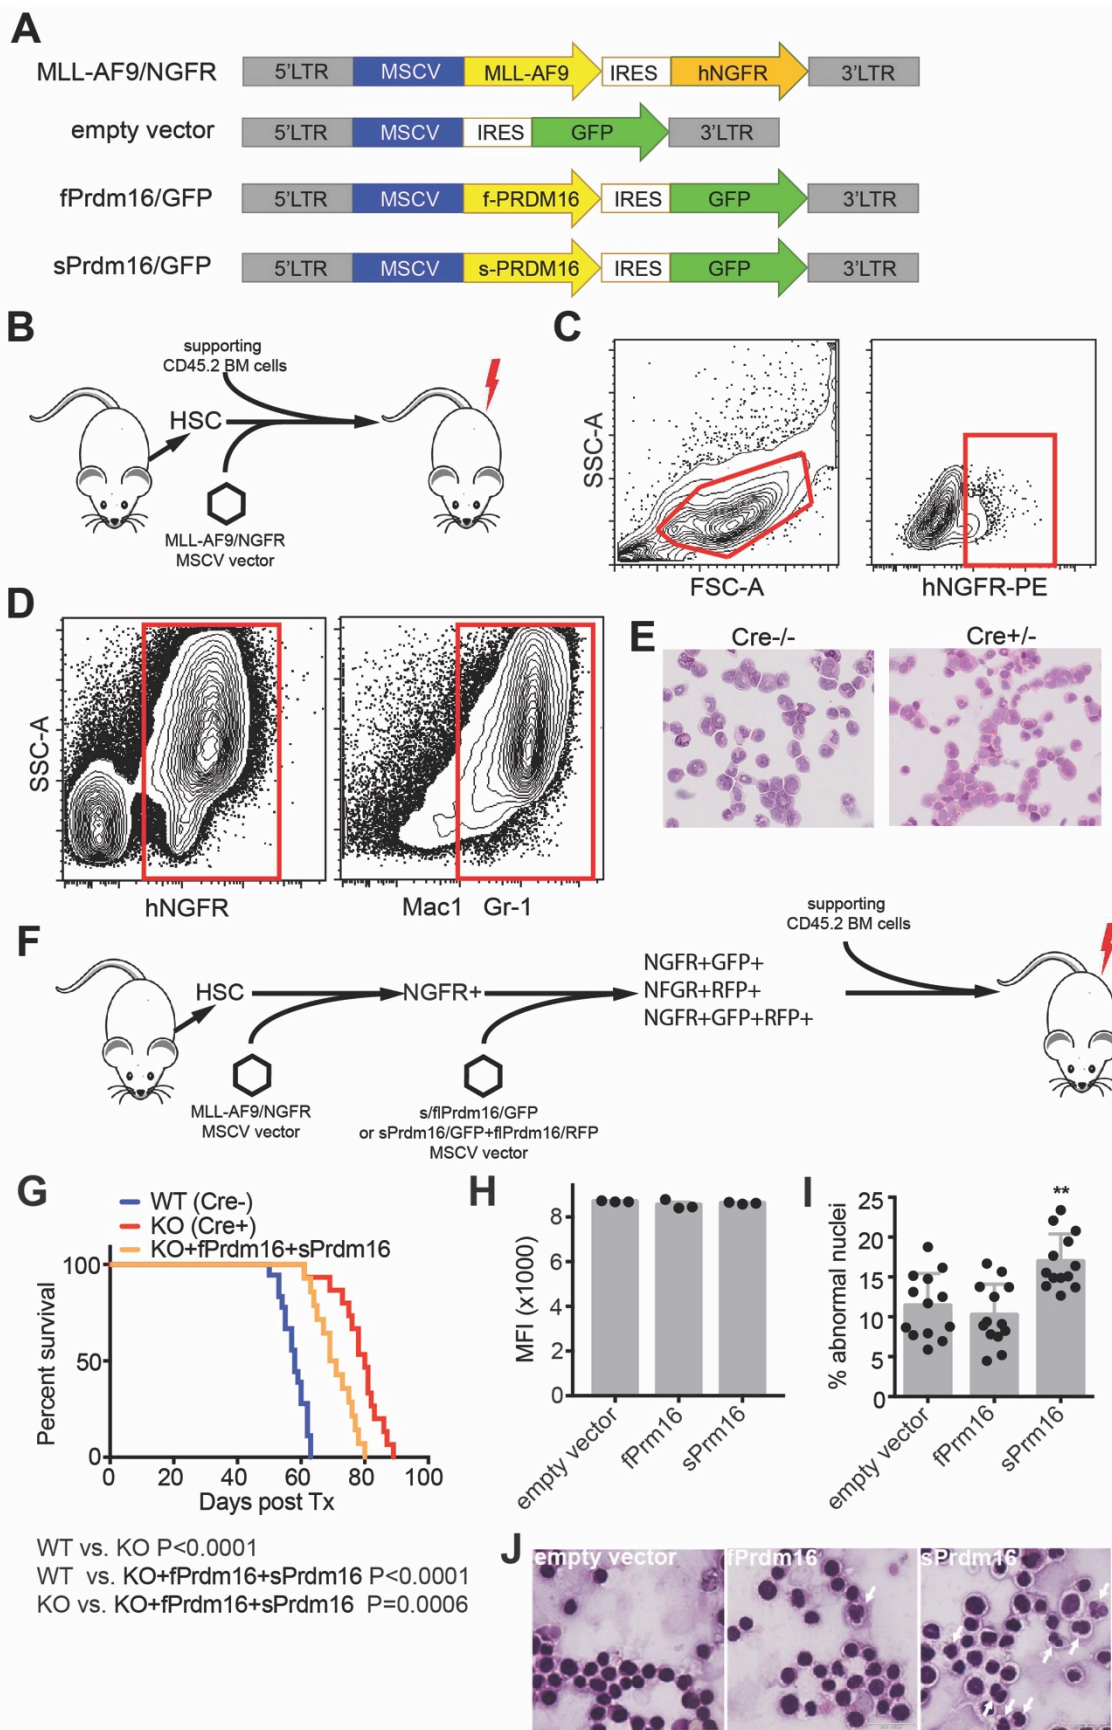 A
MLL-AF9/NGFR
5'LTR MSCV MLL-AF9 IRES hNGFR 3'LTR
empty vector
5'LTR MSCV IRES GFP 3'LTR
fPrdm16/GFP
5'LTR MSCV f-PRDM16 IRES GFP 3'LTR
sPrdm16/GFP
5'LTR MSCV s-PRDM16 IRES GFP 3'LTR
B
supporting
CD45.2 BM cells
HSC
MLL-AF9/NGFR
MSCV vector
C
SSC-A
FSC-A
hNGFR-PE
D
SSC-A
hNGFR
Mac1 Gr-1
E
Cre-/-
Cre+/-
F
HSC
MLL-AF9/NGFR
MSCV vector
NGFR+
s/flPrdm16/GFP
or sPrdm16/GFP+flPrdm16/RFP
MSCV vector
NGFR+GFP+
NFGR+RFP+
NGFR+GFP+RFP+
supporting
CD45.2 BM cells
G
WT (Cre-)
KO (Cre+)
KO+fPrdm16+sPrdm16
Percent survival
100
50
0
0 20 40 60 80 100
Days post Tx
WT vs. KO P<0.0001
WT vs. KO+fPrdm16+sPrdm16 P<0.0001
KO vs. KO+fPrdm16+sPrdm16 P=0.0006
H
MFI (x1000)
8
6
4
2
0
empty vector
fPrm16
sPrm16
I
% abnormal nuclei
25
20
15
10
5
0
**
empty vector
fPrm16
sPrm16
J
empty vector
fPrdm16
sPrdm16